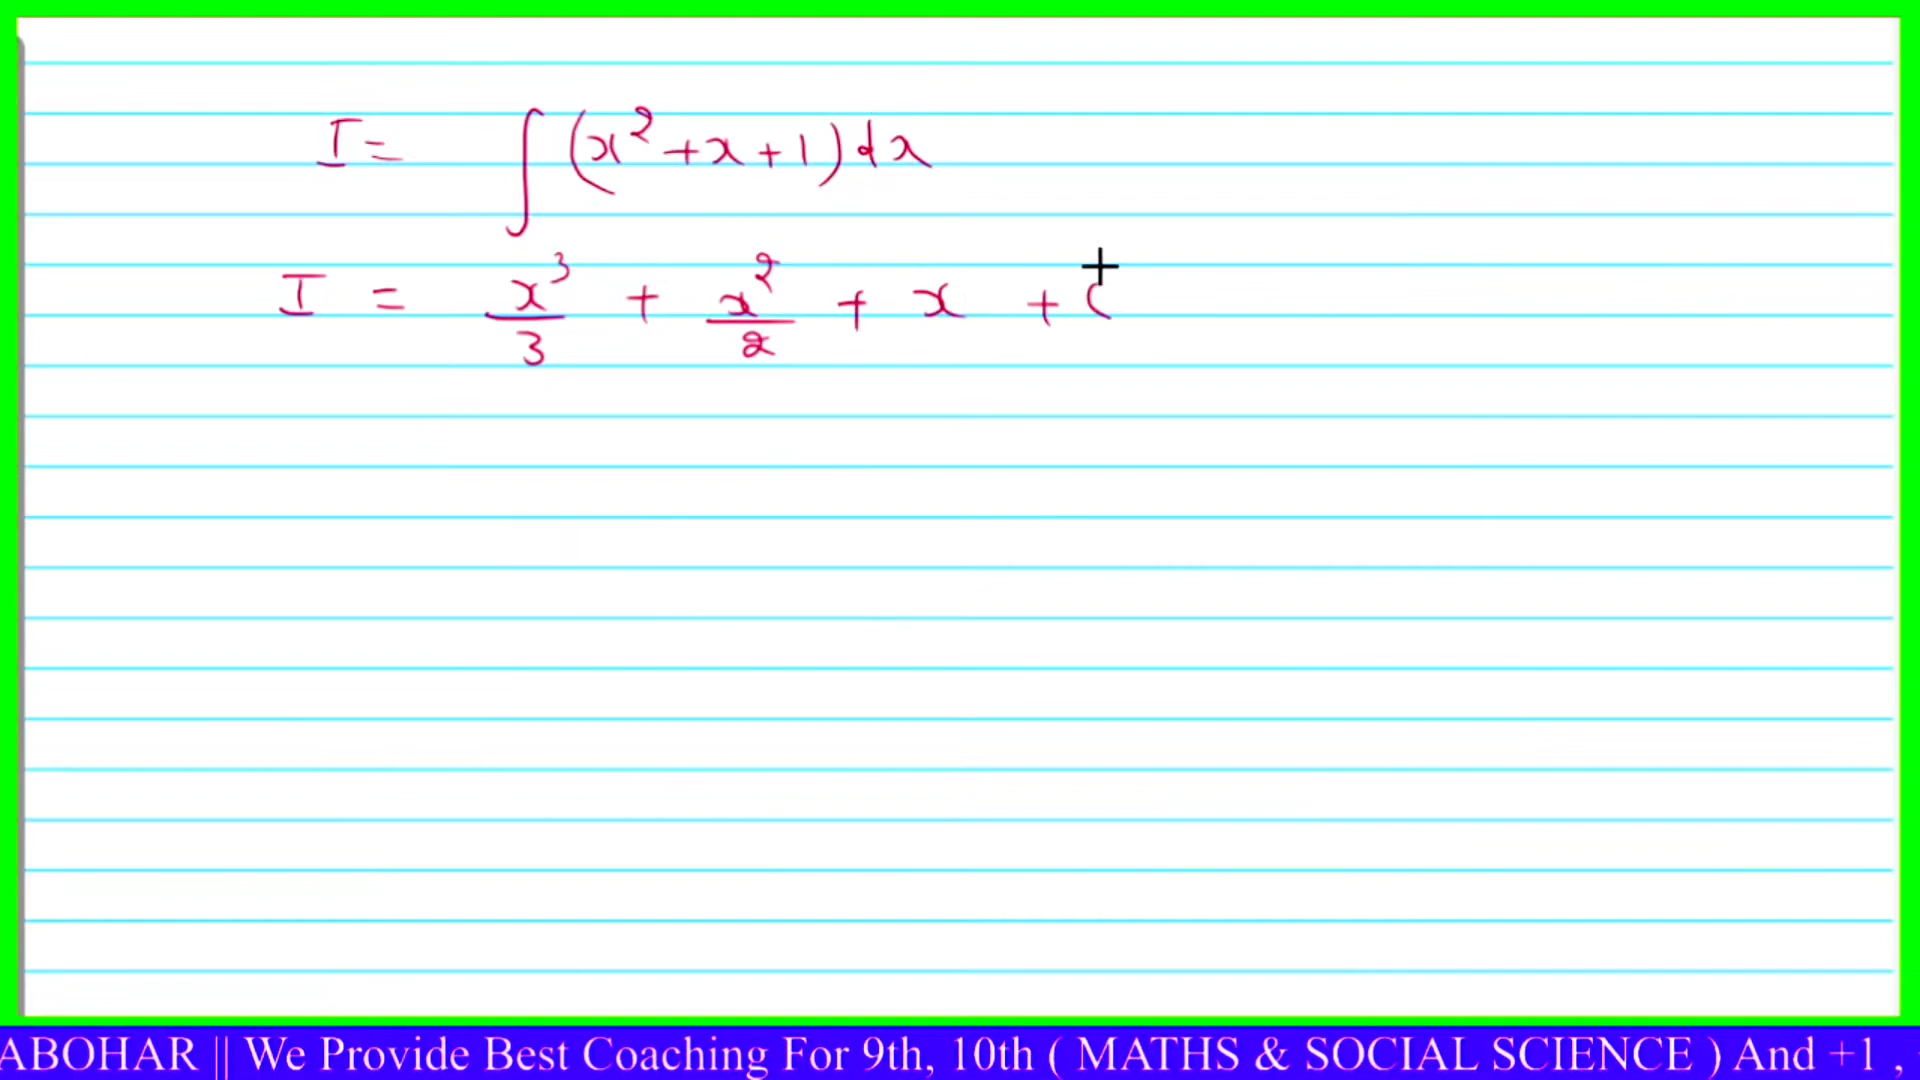 I = ∫ (x² + x + 1) dx
I = x³/3 + x²/2 + x + C
ABOHAR || We Provide Best Coaching For 9th, 10th ( MATHS & SOCIAL SCIENCE ) And +1 ,